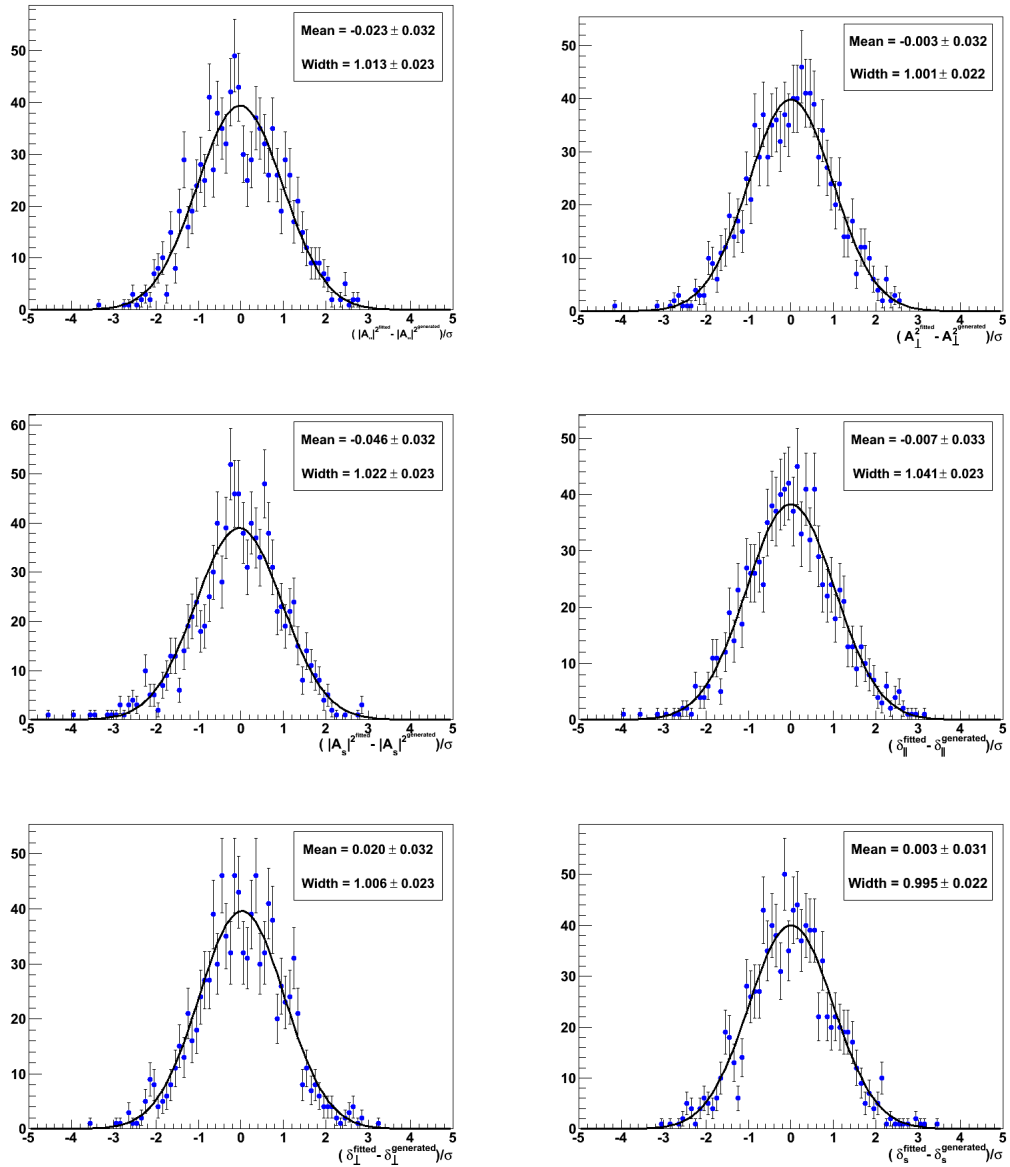 Mean = -0.023 ± 0.032
Width = 1.013 ± 0.023
50
40
30
20
10
0
-5 -4 -3 -2 -1 0 1 2 3 4 5
( |A₀|²fitted - |A₀|²generated)/σ
Mean = -0.003 ± 0.032
Width = 1.001 ± 0.022
50
40
30
20
10
0
-5 -4 -3 -2 -1 0 1 2 3 4 5
( A⊥²fitted - A⊥²generated)/σ
Mean = -0.046 ± 0.032
Width = 1.022 ± 0.023
60
50
40
30
20
10
0
-5 -4 -3 -2 -1 0 1 2 3 4 5
( |Aₛ|²fitted - |Aₛ|²generated)/σ
Mean = -0.007 ± 0.033
Width = 1.041 ± 0.023
50
40
30
20
10
0
-5 -4 -3 -2 -1 0 1 2 3 4 5
( δ∥fitted - δ∥generated)/σ
Mean = 0.020 ± 0.032
Width = 1.006 ± 0.023
50
40
30
20
10
0
-5 -4 -3 -2 -1 0 1 2 3 4 5
( δ⊥fitted - δ⊥generated)/σ
Mean = 0.003 ± 0.031
Width = 0.995 ± 0.022
50
40
30
20
10
0
-5 -4 -3 -2 -1 0 1 2 3 4 5
( δₛfitted - δₛgenerated)/σ